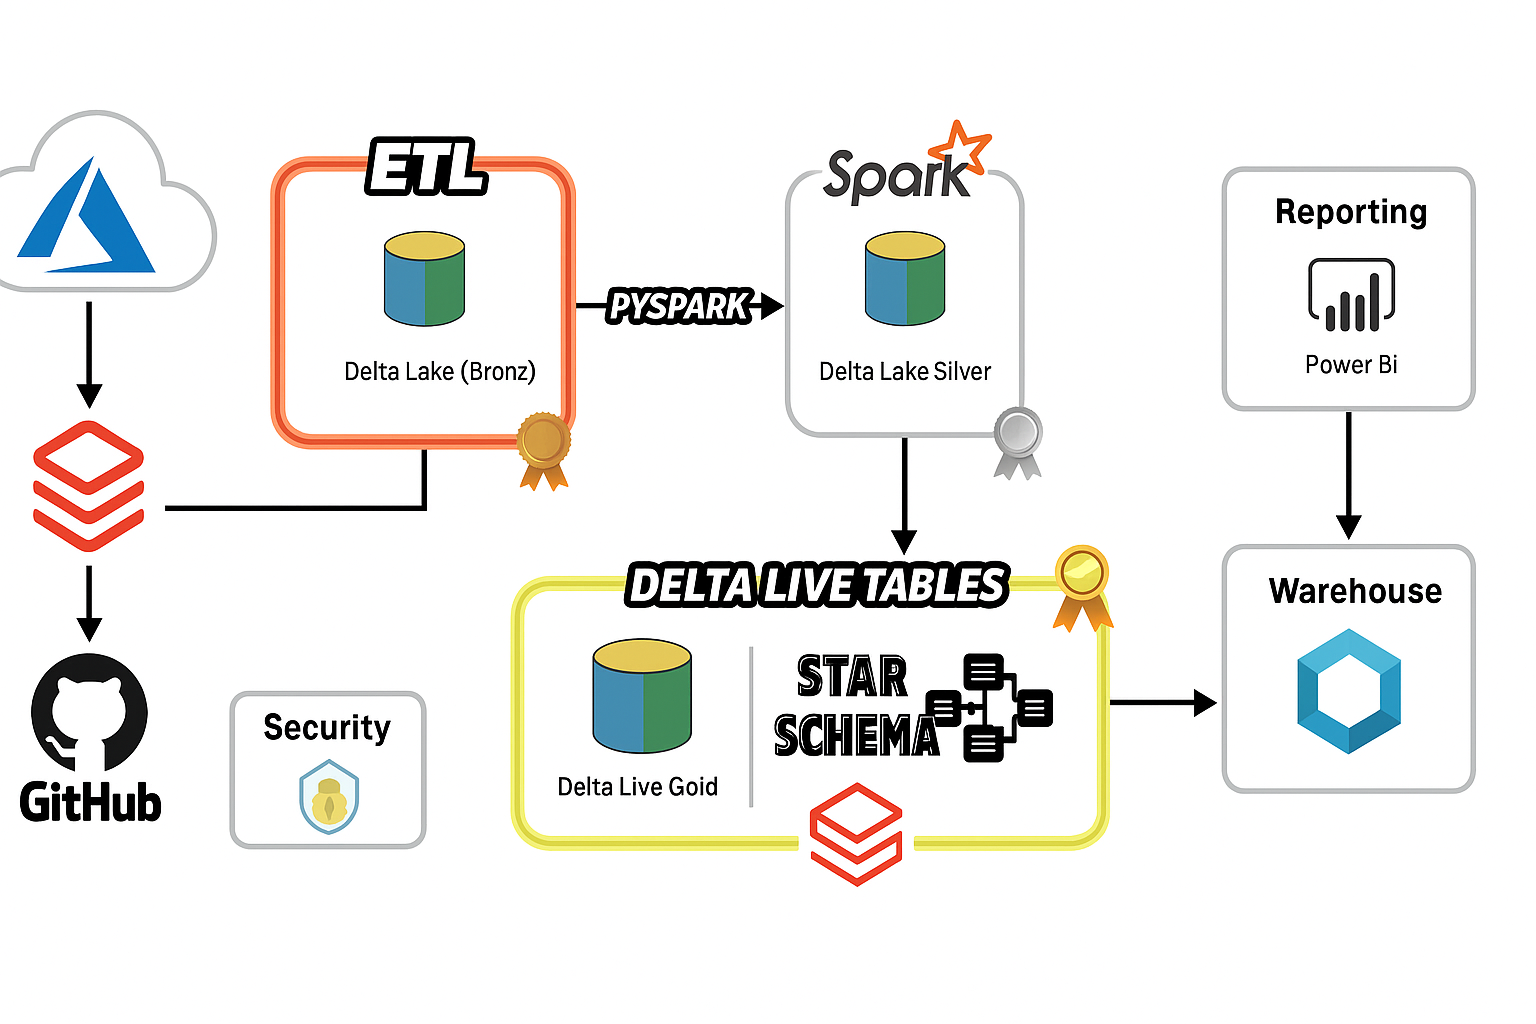 ETL
Delta Lake (Bronz)
PYSPARK
Spark
Delta Lake Silver
Reporting
Power Bi
GitHub
Security
DELTA LIVE TABLES
Delta Live Goid
STAR
SCHEMA
Warehouse